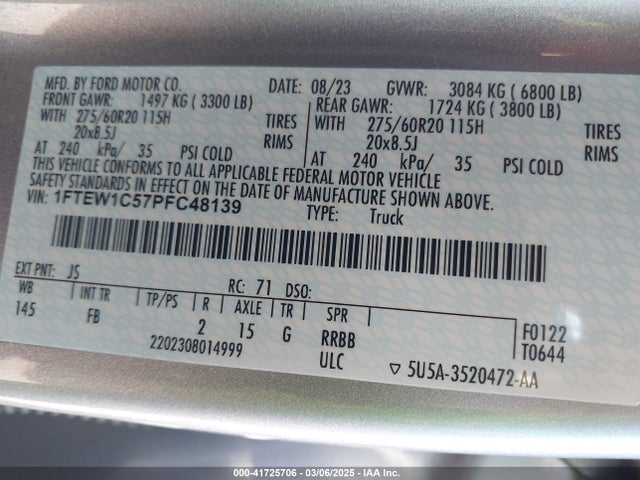 MFD. BY FORD MOTOR CO. DATE: 08/23 GVWR: 3084 KG ( 6800 LB)
FRONT GAWR: 1497 KG ( 3300 LB) REAR GAWR: 1724 KG ( 3800 LB)
WITH 275/60R20 115H TIRES WITH 275/60R20 115H TIRES
20x8.5J RIMS 20x8.5J RIMS
AT 240 kPa/ 35 PSI COLD AT 240 kPa/ 35 PSI COLD
THIS VEHICLE CONFORMS TO ALL APPLICABLE FEDERAL MOTOR VEHICLE
SAFETY STANDARDS IN EFFECT ON THE DATE OF MANUFACTURE SHOWN ABOVE.
VIN: 1FTEW1C57PFC48139 TYPE: Truck
EXT PNT: JS RC: 71 DSO:
WB INT TR TP/PS R AXLE TR SPR
145 FB 2 15 G RRBB F0122
2202308014999 ULC T0644
▽ 5U5A-3520472-AA
000-41725706 - 03/06/2025 - IAA Inc.